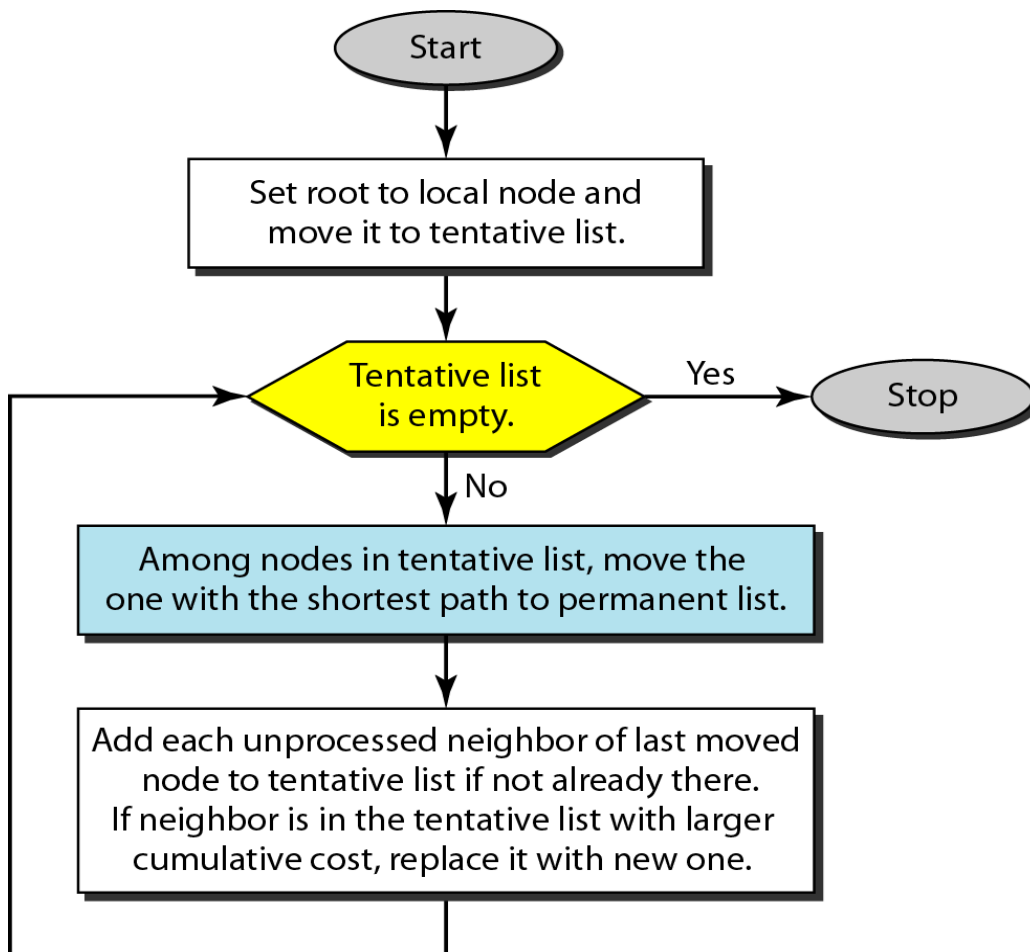 Start
Set root to local node and
move it to tentative list.
Tentative list
is empty.
Yes
Stop
No
Among nodes in tentative list, move the
one with the shortest path to permanent list.
Add each unprocessed neighbor of last moved
node to tentative list if not already there.
If neighbor is in the tentative list with larger
cumulative cost, replace it with new one.